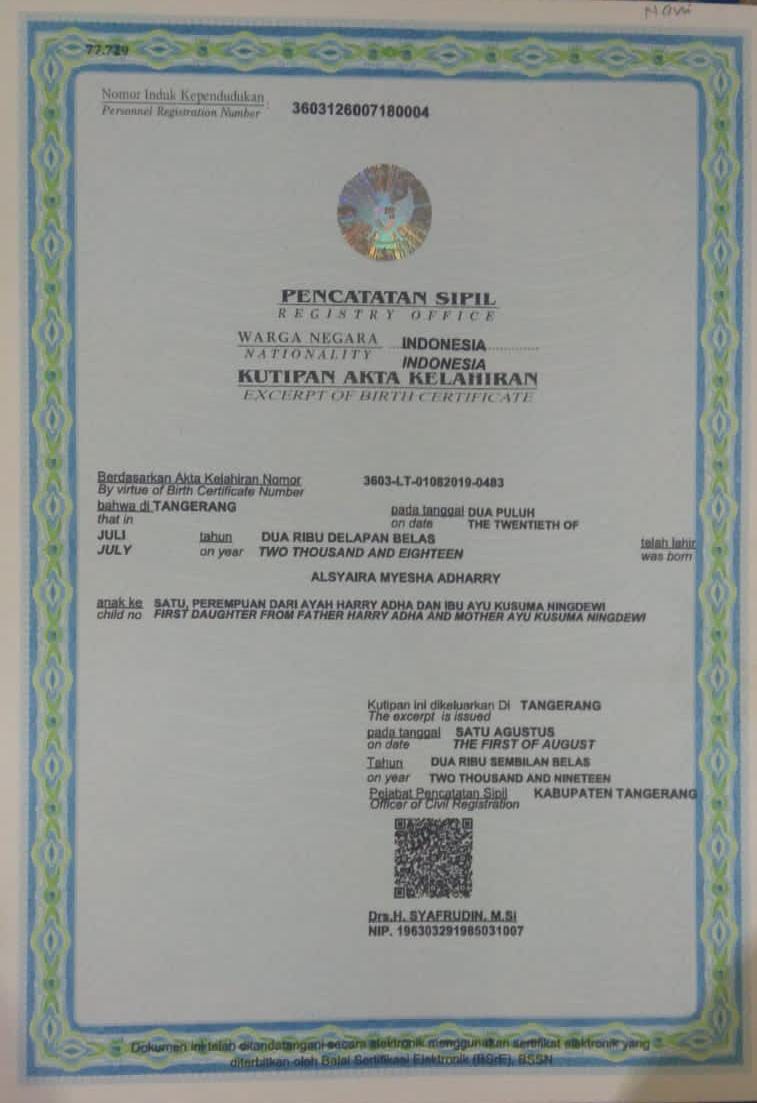 77.729
Nomor Induk Kependudukan :
Personnel Registration Number
3603126007180004
PENCATATAN SIPIL
REGISTRY OFFICE
WARGA NEGARA INDONESIA
NATIONALITY INDONESIA
KUTIPAN AKTA KELAHIRAN
EXCERPT OF BIRTH CERTIFICATE
Berdasarkan Akta Kelahiran Nomor 3603-LT-01082019-0483
By virtue of Birth Certificate Number
bahwa di TANGERANG pada tanggal DUA PULUH
that in on date THE TWENTIETH OF
JULI tahun DUA RIBU DELAPAN BELAS telah lahir
JULY on year TWO THOUSAND AND EIGHTEEN was born
ALSYAIRA MYESHA ADHARRY
anak ke SATU, PEREMPUAN DARI AYAH HARRY ADHA DAN IBU AYU KUSUMA NINGDEWI
child no FIRST DAUGHTER FROM FATHER HARRY ADHA AND MOTHER AYU KUSUMA NINGDEWI
Kutipan ini dikeluarkan Di TANGERANG
The excerpt is issued
pada tanggal SATU AGUSTUS
on date THE FIRST OF AUGUST
Tahun DUA RIBU SEMBILAN BELAS
on year TWO THOUSAND AND NINETEEN
Pejabat Pencatatan Sipil KABUPATEN TANGERANG
Officer of Civil Registration
Drs.H. SYAFRUDIN, M.Si
NIP. 196303291985031007
Dokumen ini telah ditandatangani secara elektronik menggunakan sertifikat elektronik yang
diterbitkan oleh Balai Sertifikasi Elektronik (BSrE), BSSN